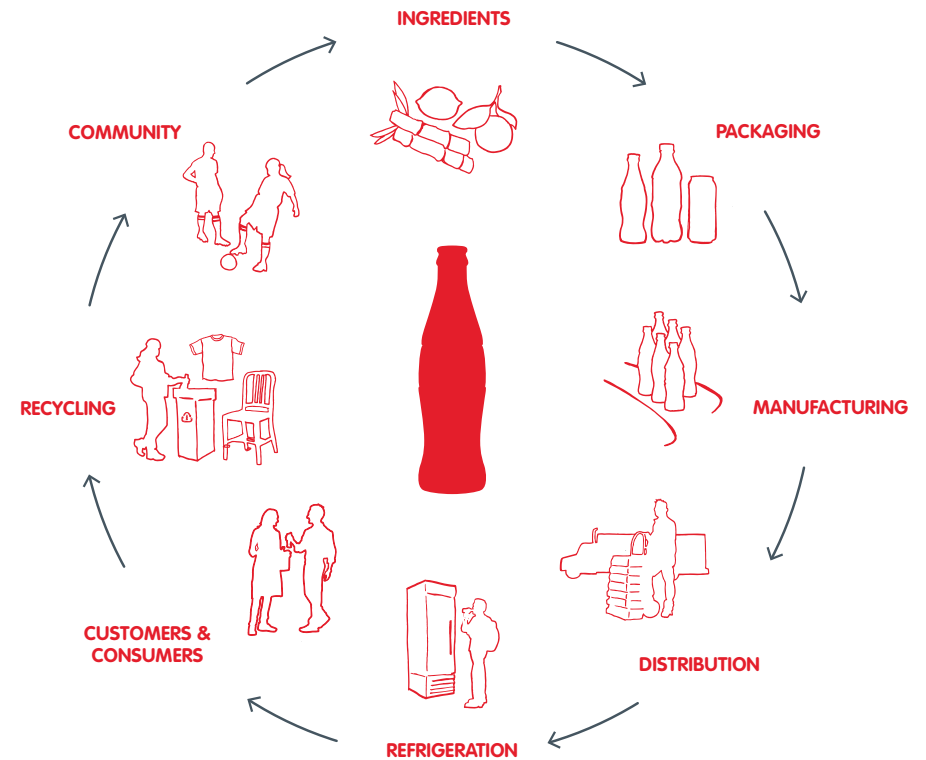 INGREDIENTS
PACKAGING
MANUFACTURING
DISTRIBUTION
REFRIGERATION
CUSTOMERS &
CONSUMERS
RECYCLING
COMMUNITY